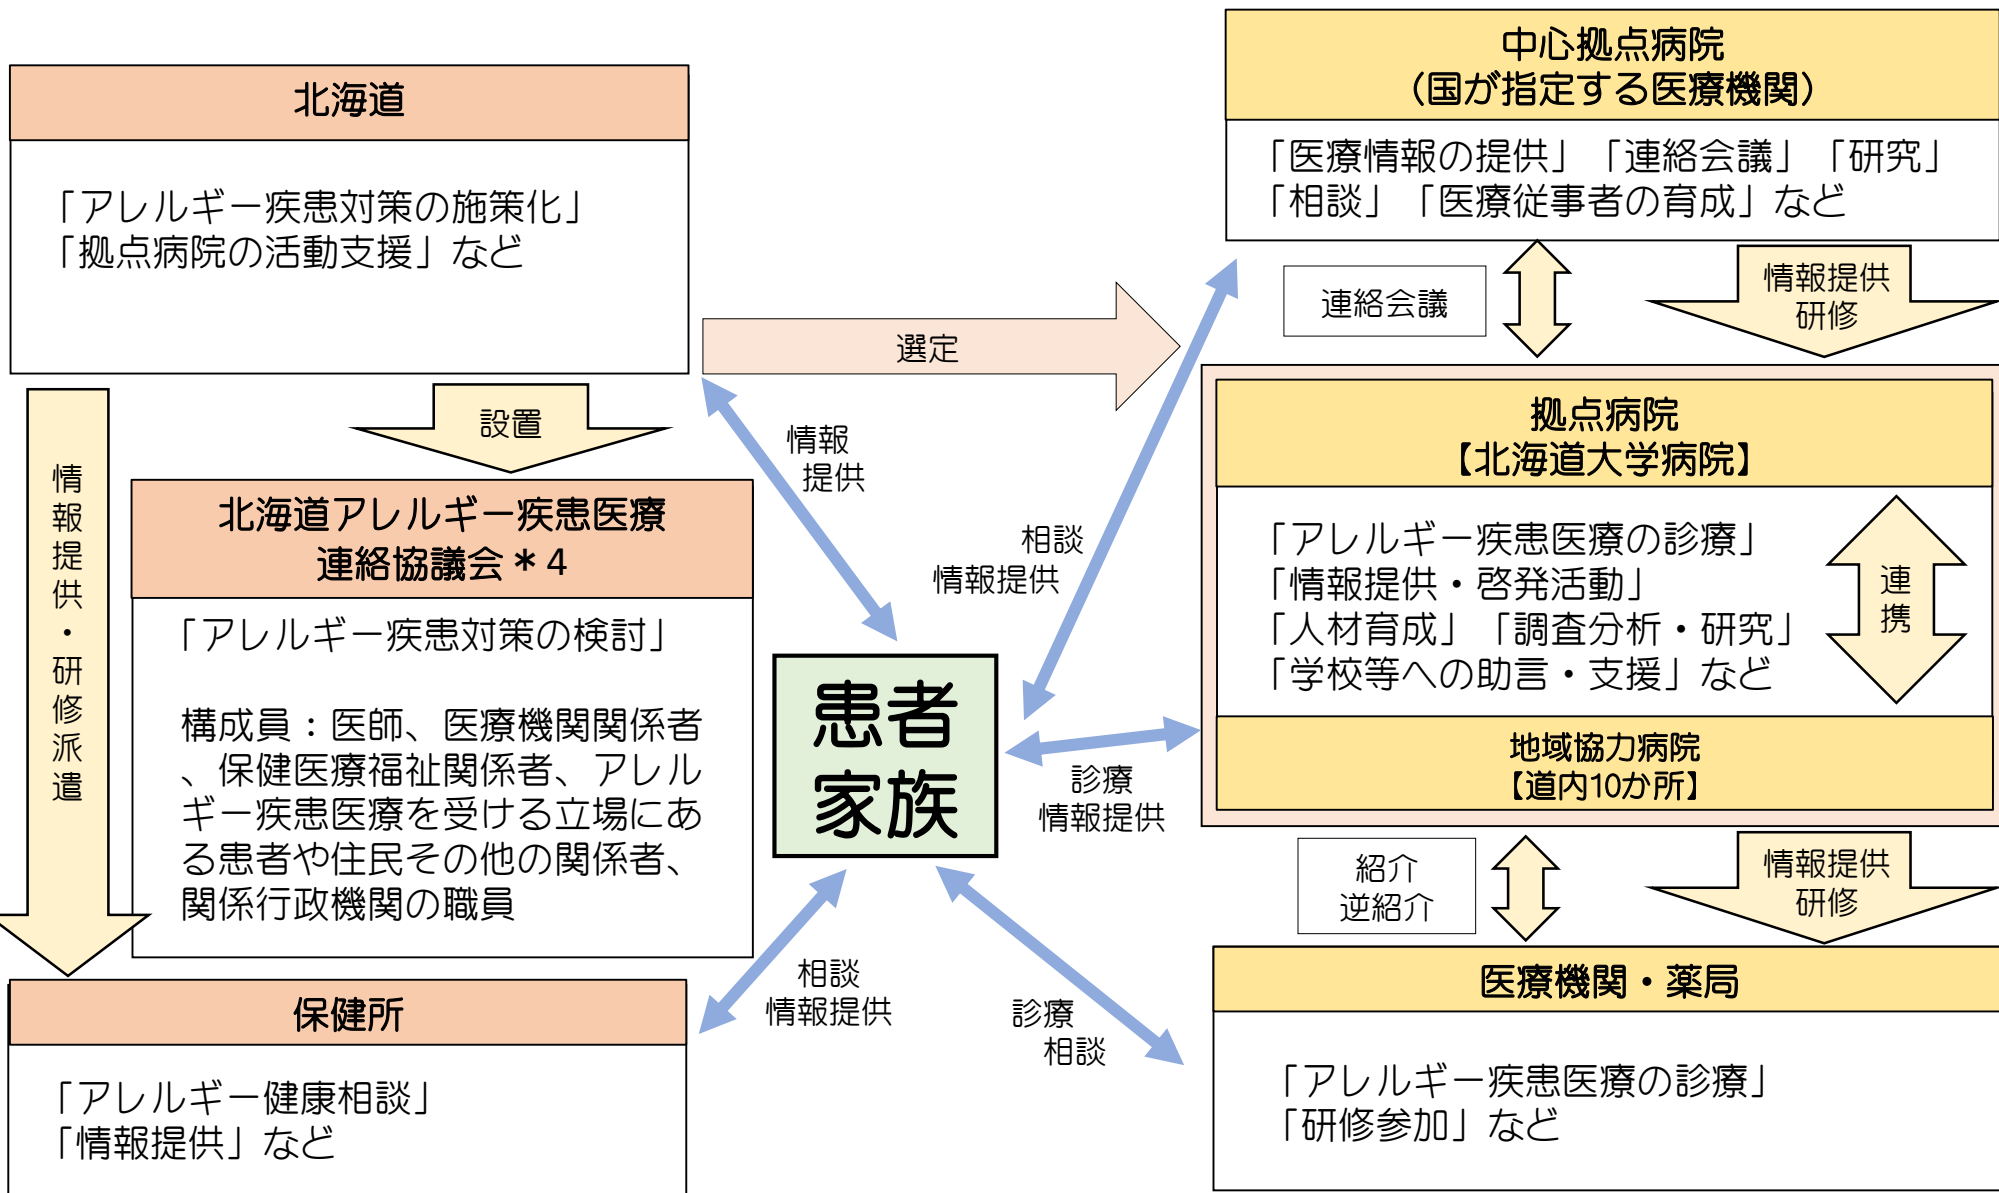 北海道
「アレルギー疾患対策の施策化」
「拠点病院の活動支援」など
中心拠点病院
（国が指定する医療機関）
「医療情報の提供」「連絡会議」「研究」
「相談」「医療従事者の育成」など
連絡会議
情報提供
研修
選定
設置
情報
提供
相談
情報提供
情報提供・研修派遣
北海道アレルギー疾患医療
連絡協議会＊4
「アレルギー疾患対策の検討」
構成員：医師、医療機関関係者
、保健医療福祉関係者、アレル
ギー疾患医療を受ける立場にあ
る患者や住民その他の関係者、
関係行政機関の職員
患者
家族
拠点病院
【北海道大学病院】
「アレルギー疾患医療の診療」
「情報提供・啓発活動」
「人材育成」「調査分析・研究」
「学校等への助言・支援」など
連携
地域協力病院
【道内10か所】
診療
情報提供
紹介
逆紹介
情報提供
研修
相談
情報提供
診療
相談
保健所
「アレルギー健康相談」
「情報提供」など
医療機関・薬局
「アレルギー疾患医療の診療」
「研修参加」など